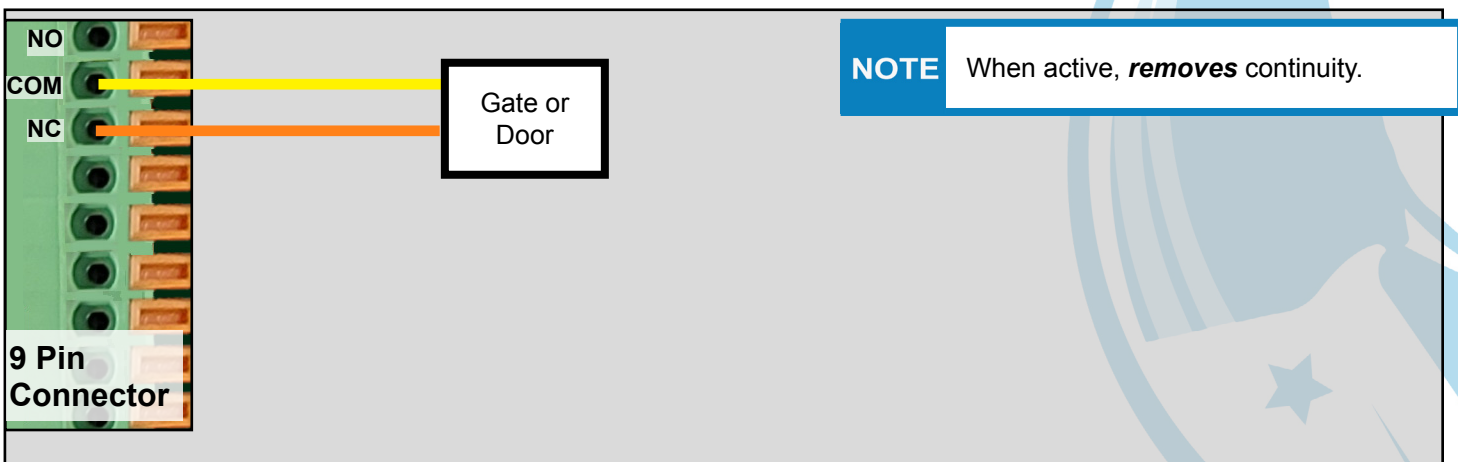 NO
COM
NC
Gate or
Door
NOTE
When active, removes continuity.
9 Pin
Connector